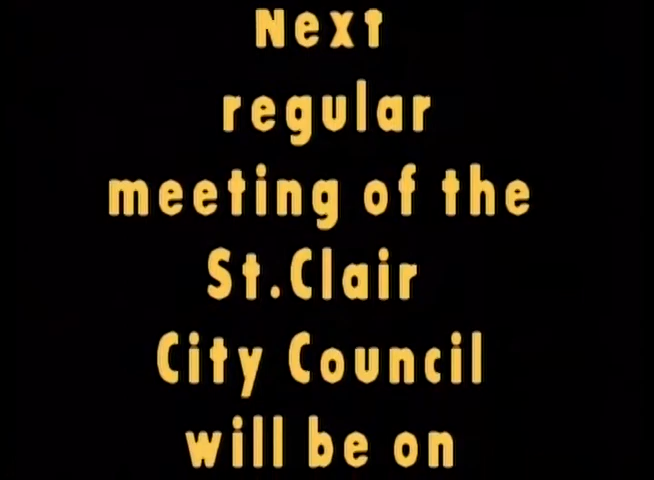 Next
regular
meeting of the
St.Clair
City Council
will be on